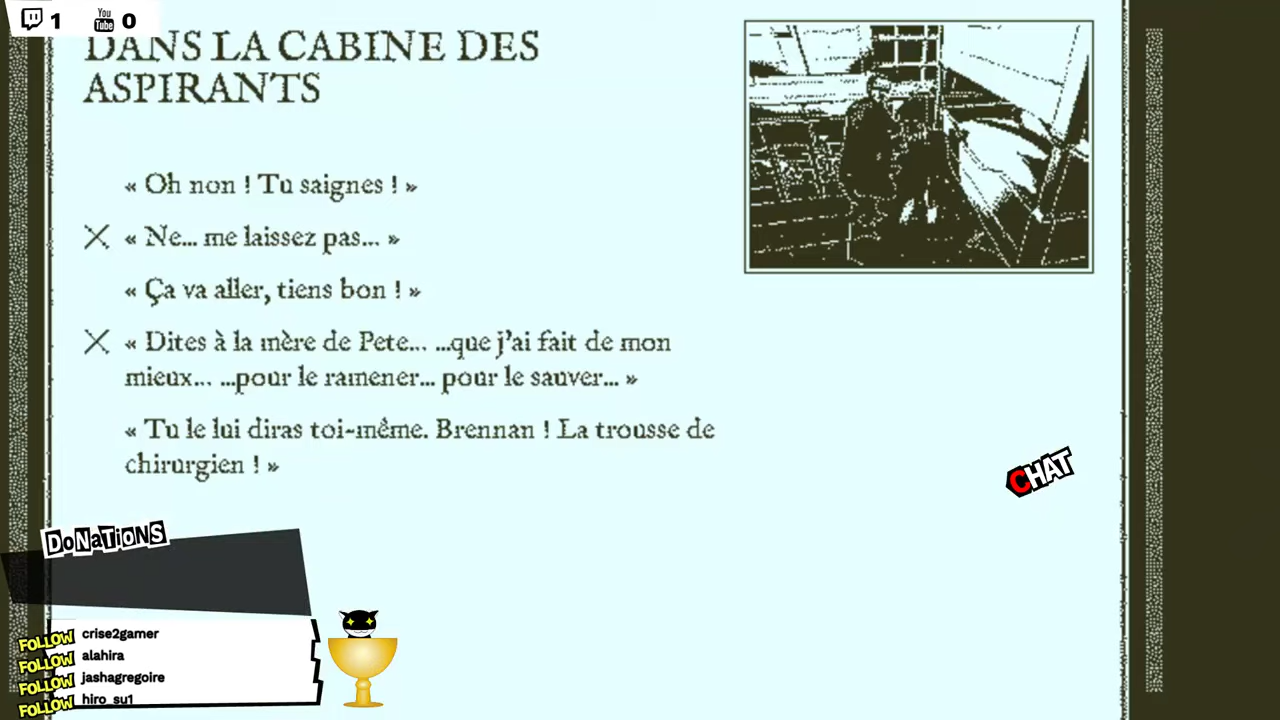 1
You Tube 0
DANS LA CABINE DES
ASPIRANTS
« Oh non ! Tu saignes ! »
« Ne... me laissez pas... »
« Ça va aller, tiens bon ! »
« Dites à la mère de Pete... ...que j'ai fait de mon
mieux... ...pour le ramener... pour le sauver... »
« Tu le lui diras toi-même. Brennan ! La trousse de
chirurgien ! »
CHAT
DONATIONS
FOLLOW crise2gamer
FOLLOW alahira
FOLLOW jashagregoire
FOLLOW hiro_su1